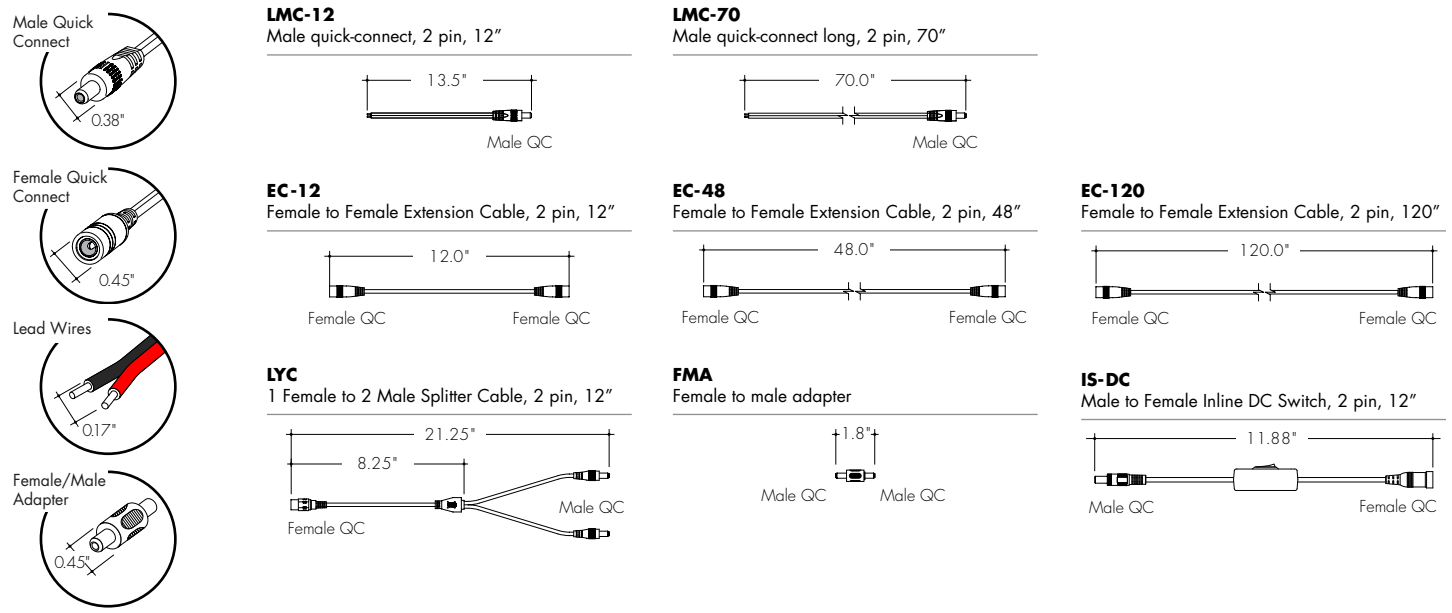 Male Quick
Connect
0.38"
Female Quick
Connect
0.45"
Lead Wires
0.17"
Female/Male
Adapter
0.45"
LMC-12
Male quick-connect, 2 pin, 12”
13.5"
Male QC
LMC-70
Male quick-connect long, 2 pin, 70”
70.0"
Male QC
EC-12
Female to Female Extension Cable, 2 pin, 12”
12.0"
Female QC Female QC
EC-48
Female to Female Extension Cable, 2 pin, 48”
48.0"
Female QC Female QC
EC-120
Female to Female Extension Cable, 2 pin, 120”
120.0"
Female QC Female QC
LYC
1 Female to 2 Male Splitter Cable, 2 pin, 12”
21.25"
8.25"
Male QC
Female QC
FMA
Female to male adapter
1.8"
Male QC Male QC
IS-DC
Male to Female Inline DC Switch, 2 pin, 12”
11.88"
Male QC Female QC